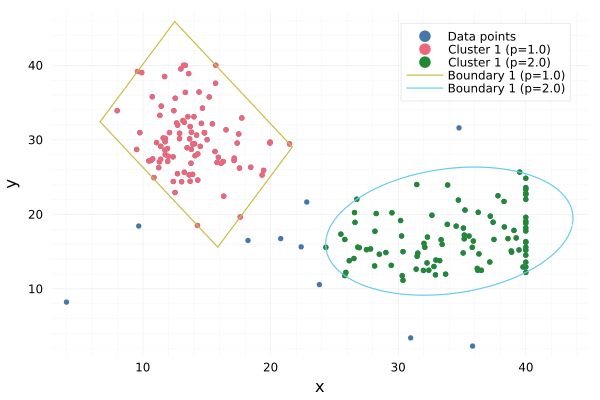 Data points
Cluster 1 (p=1.0)
Cluster 1 (p=2.0)
Boundary 1 (p=1.0)
Boundary 1 (p=2.0)
40
30
20
10
y
10 20 30 40
x